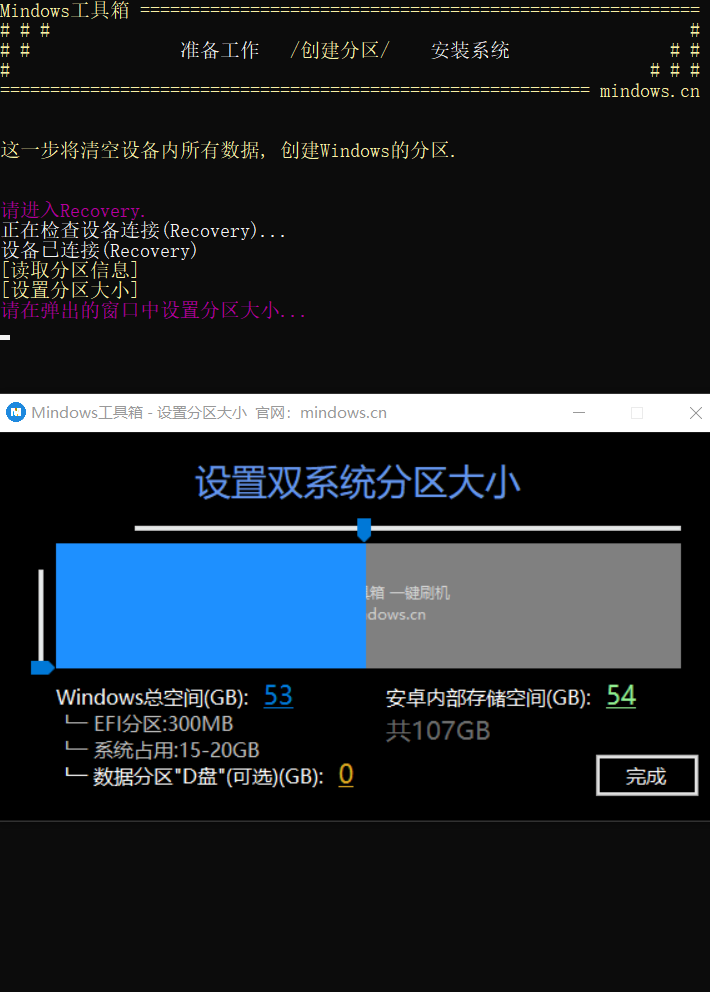 Mindows工具箱 ========================================================
# # # #
# # 准备工作 /创建分区/ 安装系统 # #
# # # #
=========================================================== mindows.cn
这一步将清空设备内所有数据, 创建Windows的分区.
请进入Recovery.
正在检查设备连接(Recovery)...
设备已连接(Recovery)
[读取分区信息]
[设置分区大小]
请在弹出的窗口中设置分区大小...
M Mindows工具箱 - 设置分区大小 官网：mindows.cn
设置双系统分区大小
箱 一键刷机
dows.cn
Windows总空间(GB): 53
EFI分区:300MB
系统占用:15-20GB
数据分区"D盘"(可选)(GB): 0
安卓内部存储空间(GB): 54
共107GB
完成